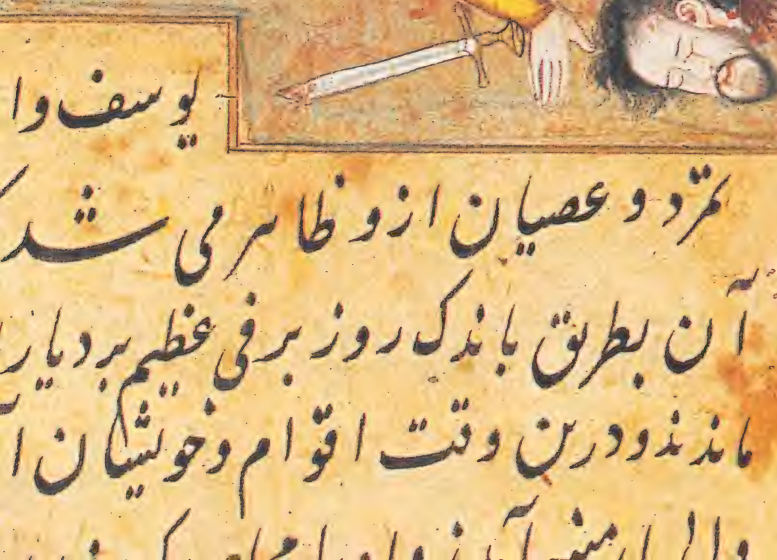 یوسف وا
تمرّد و عصیان ازو ظاهر می شد
آن بطریق باندک روز برفی عظیم بر دیار
ماندند و درین وقت اقوام و خویشان